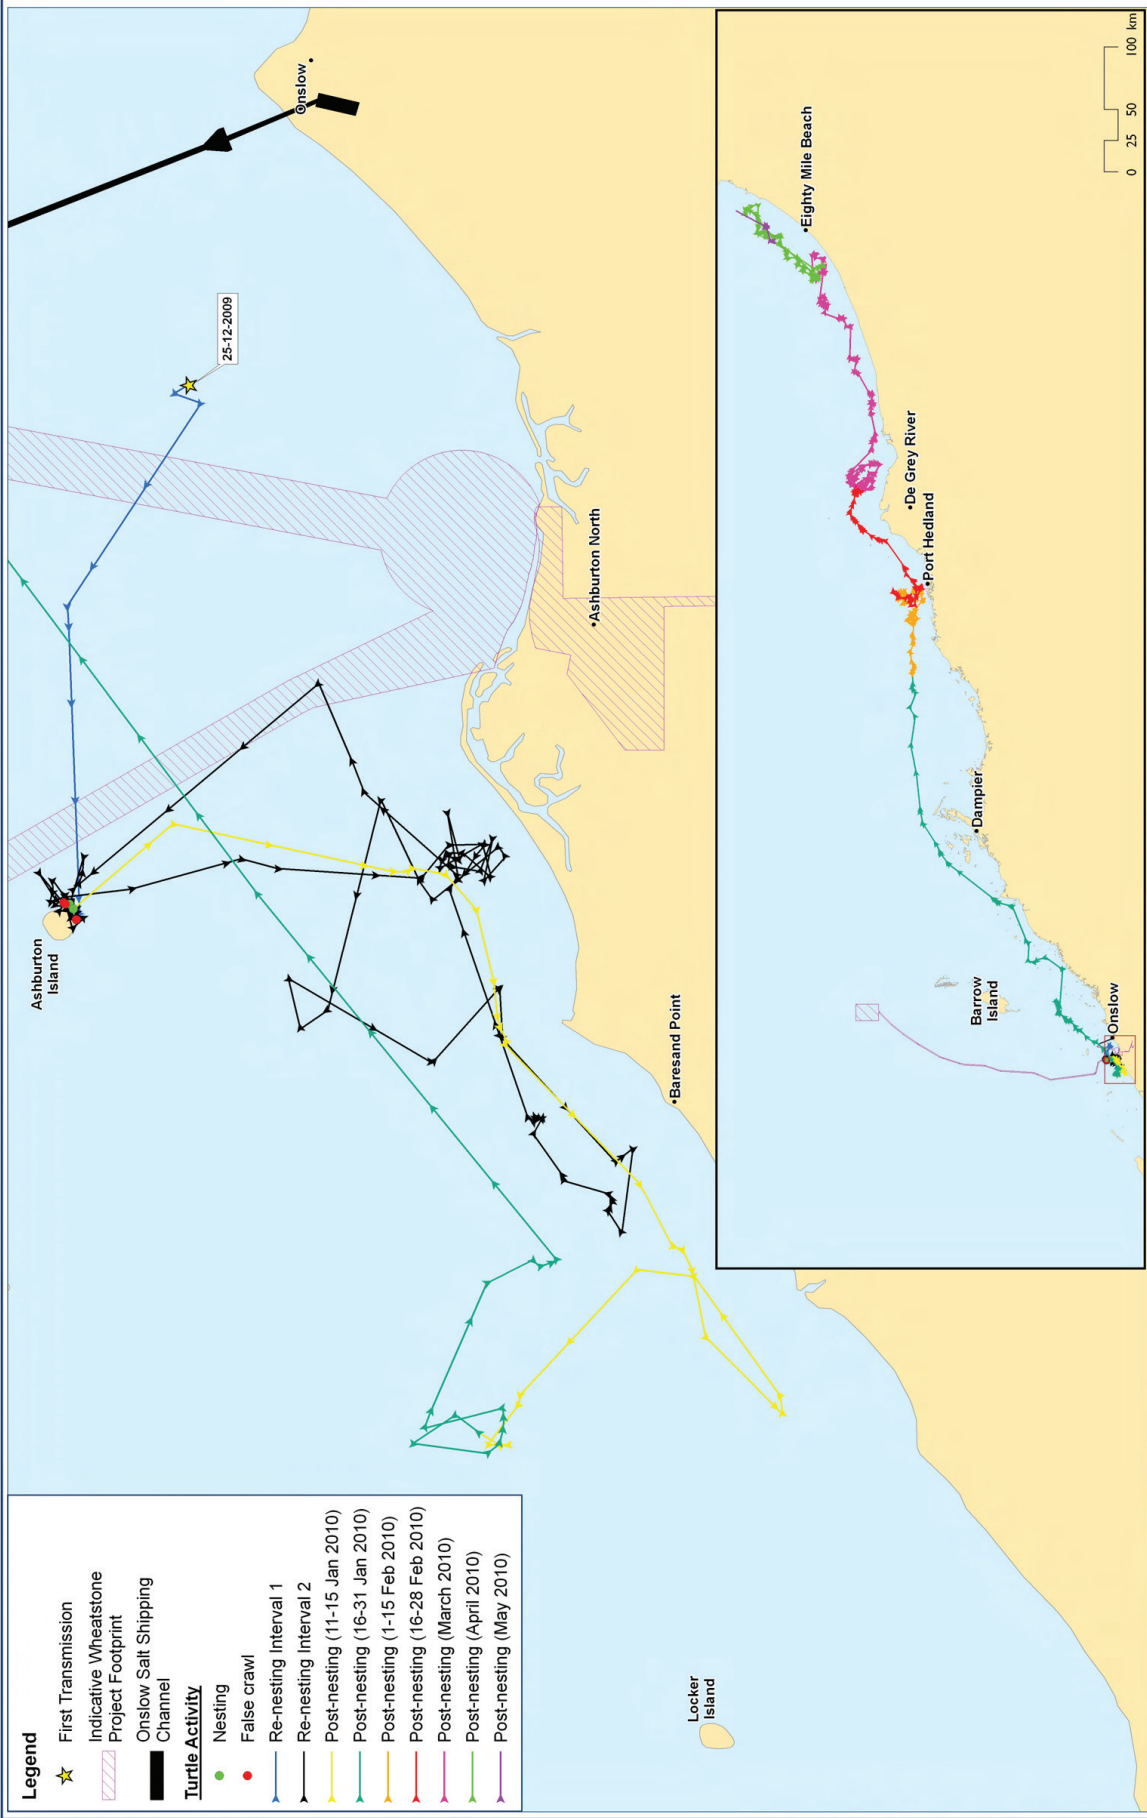 Legend
First Transmission
Indicative Wheatstone
Project Footprint
Onslow Salt Shipping
Channel
Turtle Activity
Nesting
False crawl
Re-nesting Interval 1
Re-nesting Interval 2
Post-nesting (11-15 Jan 2010)
Post-nesting (16-31 Jan 2010)
Post-nesting (1-15 Feb 2010)
Post-nesting (16-28 Feb 2010)
Post-nesting (March 2010)
Post-nesting (April 2010)
Post-nesting (May 2010)
Ashburton
Island
25-12-2009
Onslow
Ashburton North
Baresand Point
Locker
Island
Barrow
Island
Onslow
Dampier
Port Hedland
De Grey River
Eighty Mile Beach
0 25 50 100 km